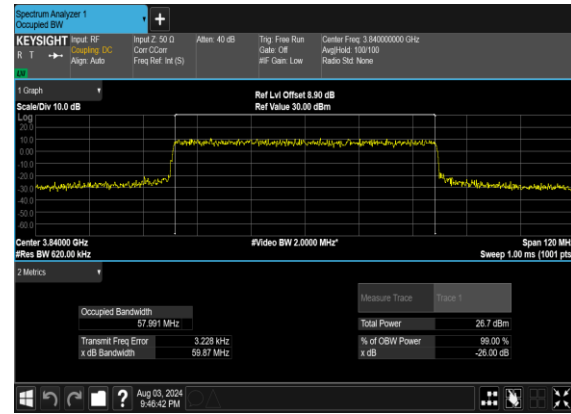 Spectrum Analyzer 1
Occupied BW
+
KEYSIGHT Input: RF Input Z: 50 Ω Atten: 40 dB Trig: Free Run Center Freq: 3.840000000 GHz
R T Coupling: DC Corr CCorr Gate: Off Avg|Hold: 100/100
Align: Auto Freq Ref: Int (S) #IF Gain: Low Radio Std: None
1 Graph
Ref Lvl Offset 8.90 dB
Scale/Div 10.0 dB Ref Value 30.00 dBm
Log
20.0
10.0
0.00
-10.0
-20.0
-30.0
-40.0
-50.0
-60.0
Center 3.84000 GHz #Video BW 2.0000 MHz* Span 120 MH
#Res BW 620.00 kHz Sweep 1.00 ms (1001 pts
2 Metrics
Measure Trace Trace 1
Occupied Bandwidth
57.991 MHz Total Power 26.7 dBm
Transmit Freq Error 3.228 kHz % of OBW Power 99.00 %
x dB Bandwidth 59.87 MHz x dB -26.00 dB
? Aug 03, 2024
9:46:42 PM